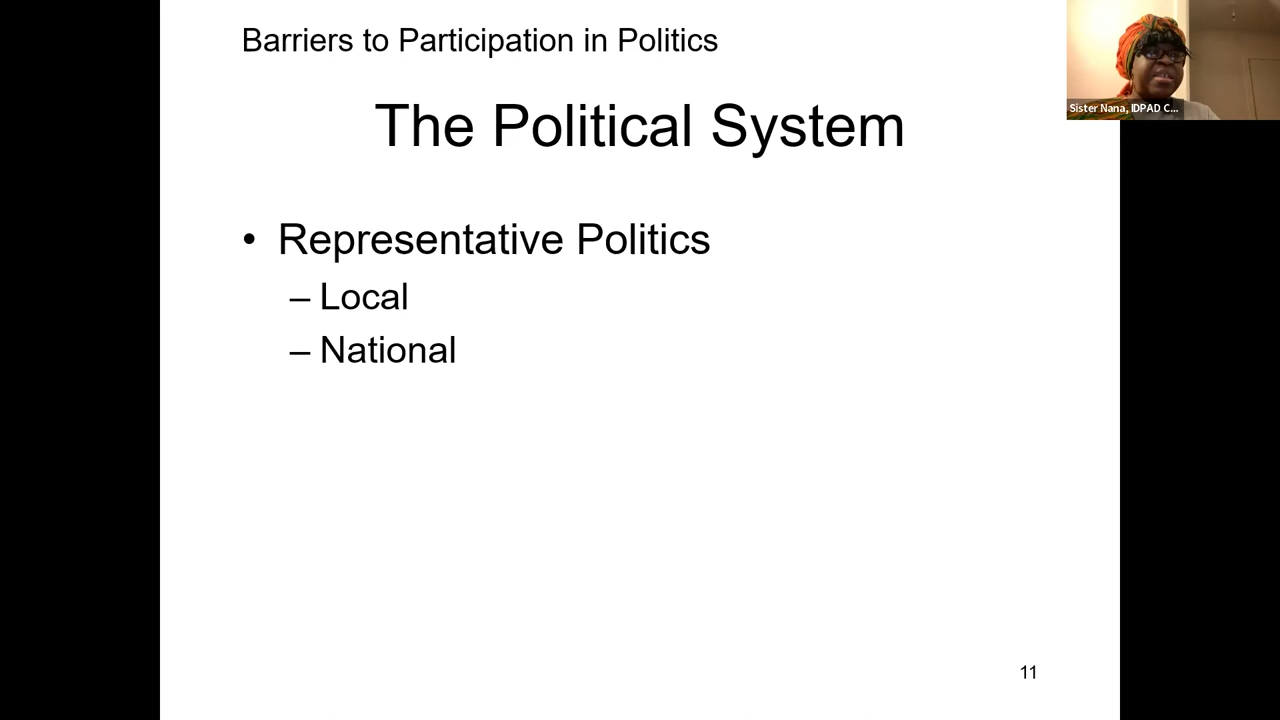 Barriers to Participation in Politics
The Political System
• Representative Politics
– Local
– National
11
Sister Nana, IDPAD C...